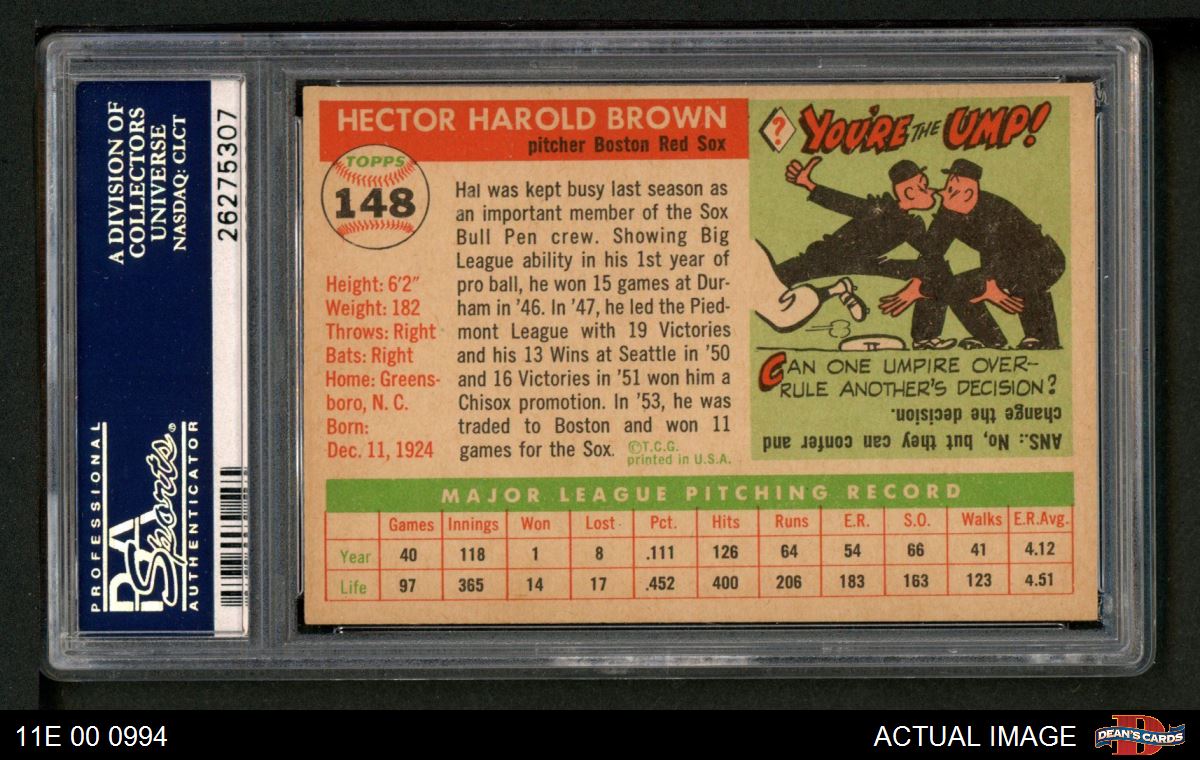 A DIVISION OF
COLLECTORS
UNIVERSE
NASDAQ: CLCT
26275307
PROFESSIONAL
PSA
Sports®
AUTHENTICATOR
HECTOR HAROLD BROWN
pitcher Boston Red Sox
TOPPS
148
Height: 6'2"
Weight: 182
Throws: Right
Bats: Right
Home: Greens-
boro, N. C.
Born:
Dec. 11, 1924
Hal was kept busy last season as
an important member of the Sox
Bull Pen crew. Showing Big
League ability in his 1st year of
pro ball, he won 15 games at Dur-
ham in '46. In '47, he led the Pied-
mont League with 19 Victories
and his 13 Wins at Seattle in '50
and 16 Victories in '51 won him a
Chisox promotion. In '53, he was
traded to Boston and won 11
games for the Sox.
©T.C.G.
printed in U.S.A.
? YOU'RE THE UMP!
CAN ONE UMPIRE OVER-
RULE ANOTHER'S DECISION?
ANS.: No, but they can confer and
change the decision.
MAJOR LEAGUE PITCHING RECORD
Games Innings Won Lost Pct. Hits Runs E.R. S.O. Walks E.R.Avg.
Year 40 118 1 8 .111 126 64 54 66 41 4.12
Life 97 365 14 17 .452 400 206 183 163 123 4.51
11E 00 0994
ACTUAL IMAGE
D
DEAN'S CARDS